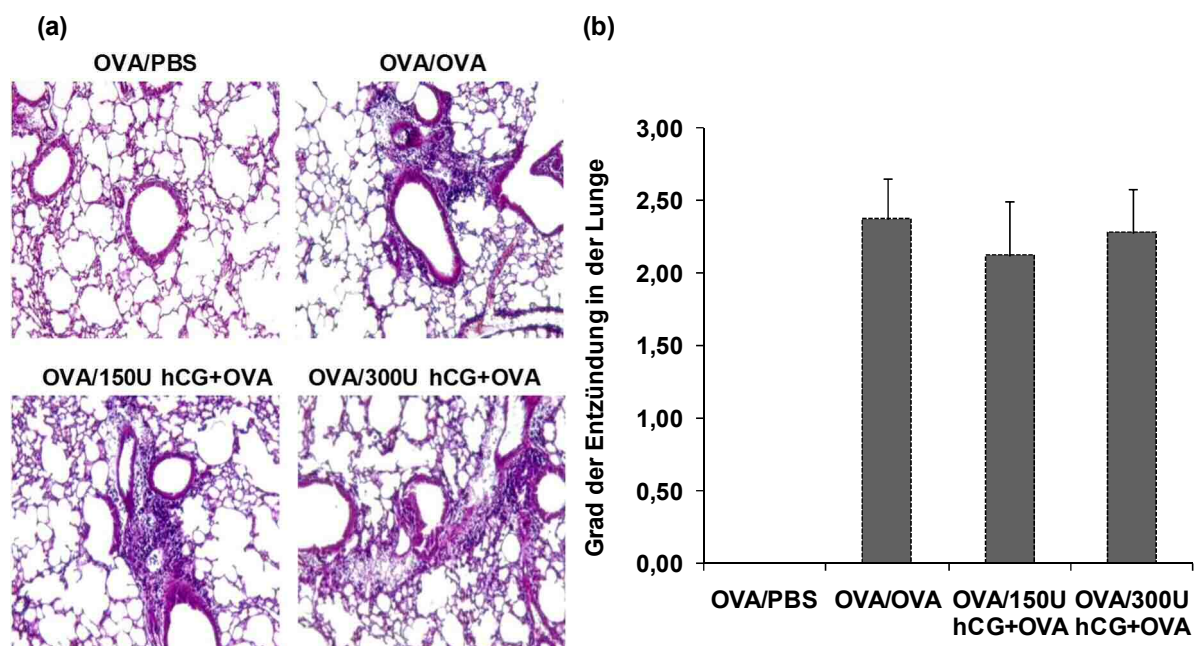 (a)
OVA/PBS
OVA/OVA
OVA/150U hCG+OVA
OVA/300U hCG+OVA
(b)
Grad der Entzündung in der Lunge
3,00
2,50
2,00
1,50
1,00
0,50
0,00
OVA/PBS
OVA/OVA
OVA/150U
hCG+OVA
OVA/300U
hCG+OVA